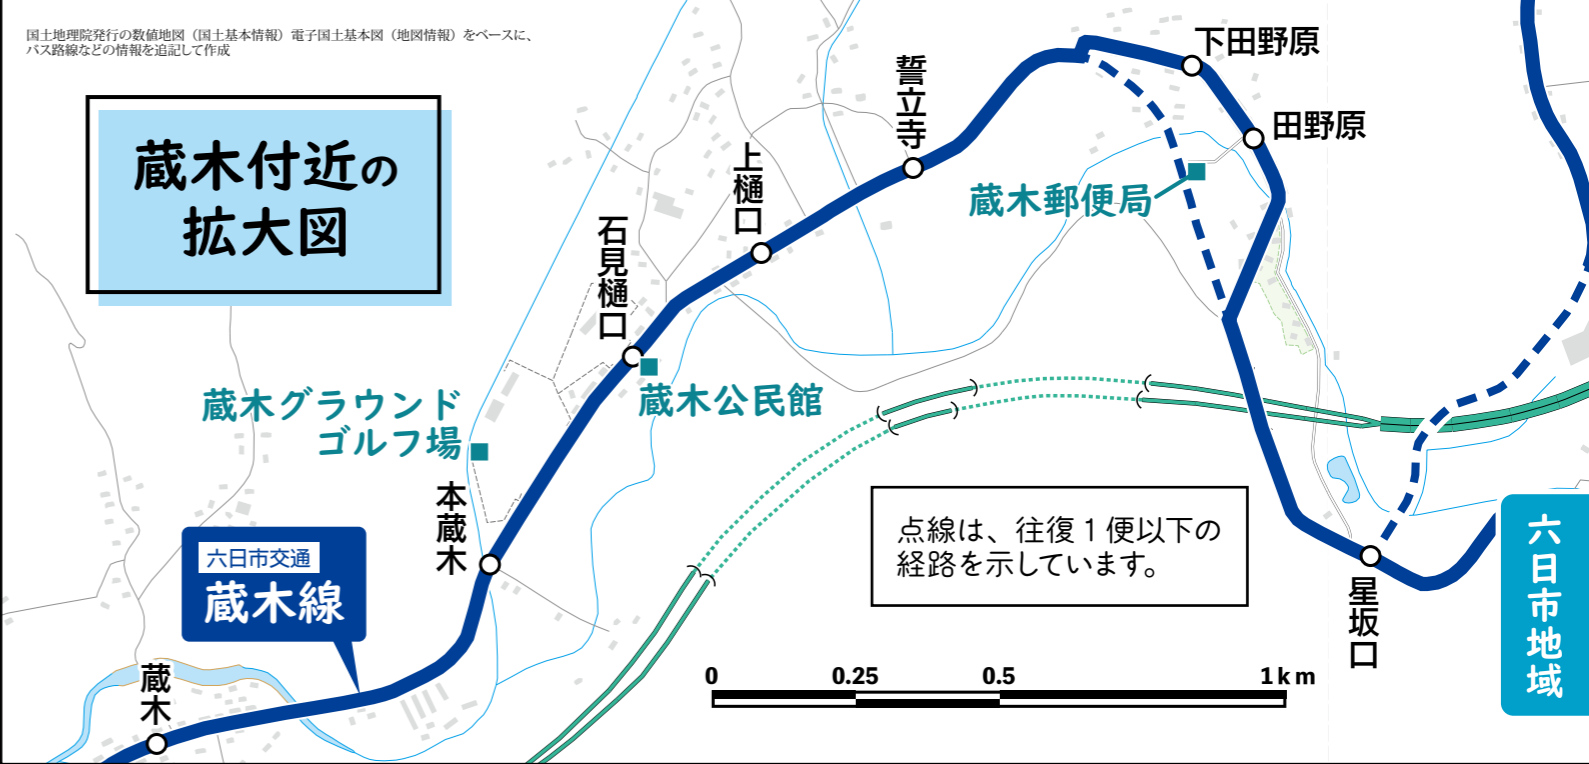 国土地理院発行の数値地図（国土基本情報）電子国土基本図（地図情報）をベースに、
バス路線などの情報を追記して作成
蔵木付近の
拡大図
下田野原
田野原
誓立寺
蔵木郵便局
上樋口
石見樋口
蔵木公民館
蔵木グラウンド
ゴルフ場
本蔵木
六日市交通
蔵木線
蔵木
点線は、往復1便以下の
経路を示しています。
星坂口
六日市地域
0 0.25 0.5 1km